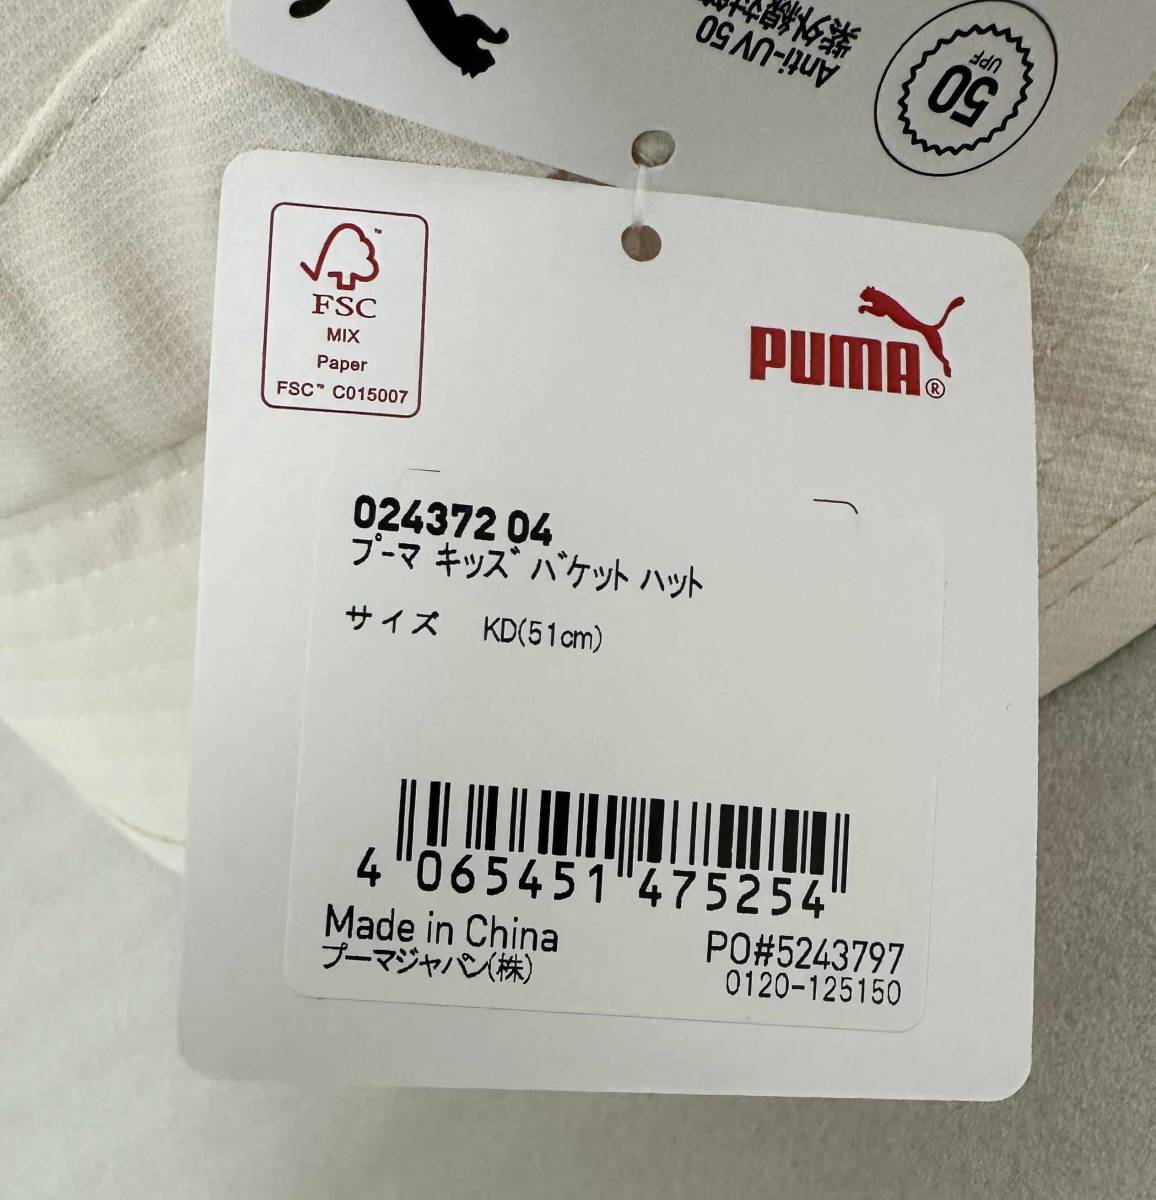 Anti-UV 50
50
UPF
FSC
MIX
Paper
FSC™ C015007
PUMA®
024372 04
プーマ キッズ バケット ハット
サイズ KD(51cm)
4 065451 475254
Made in China
プーマジャパン(株)
PO#5243797
0120-125150